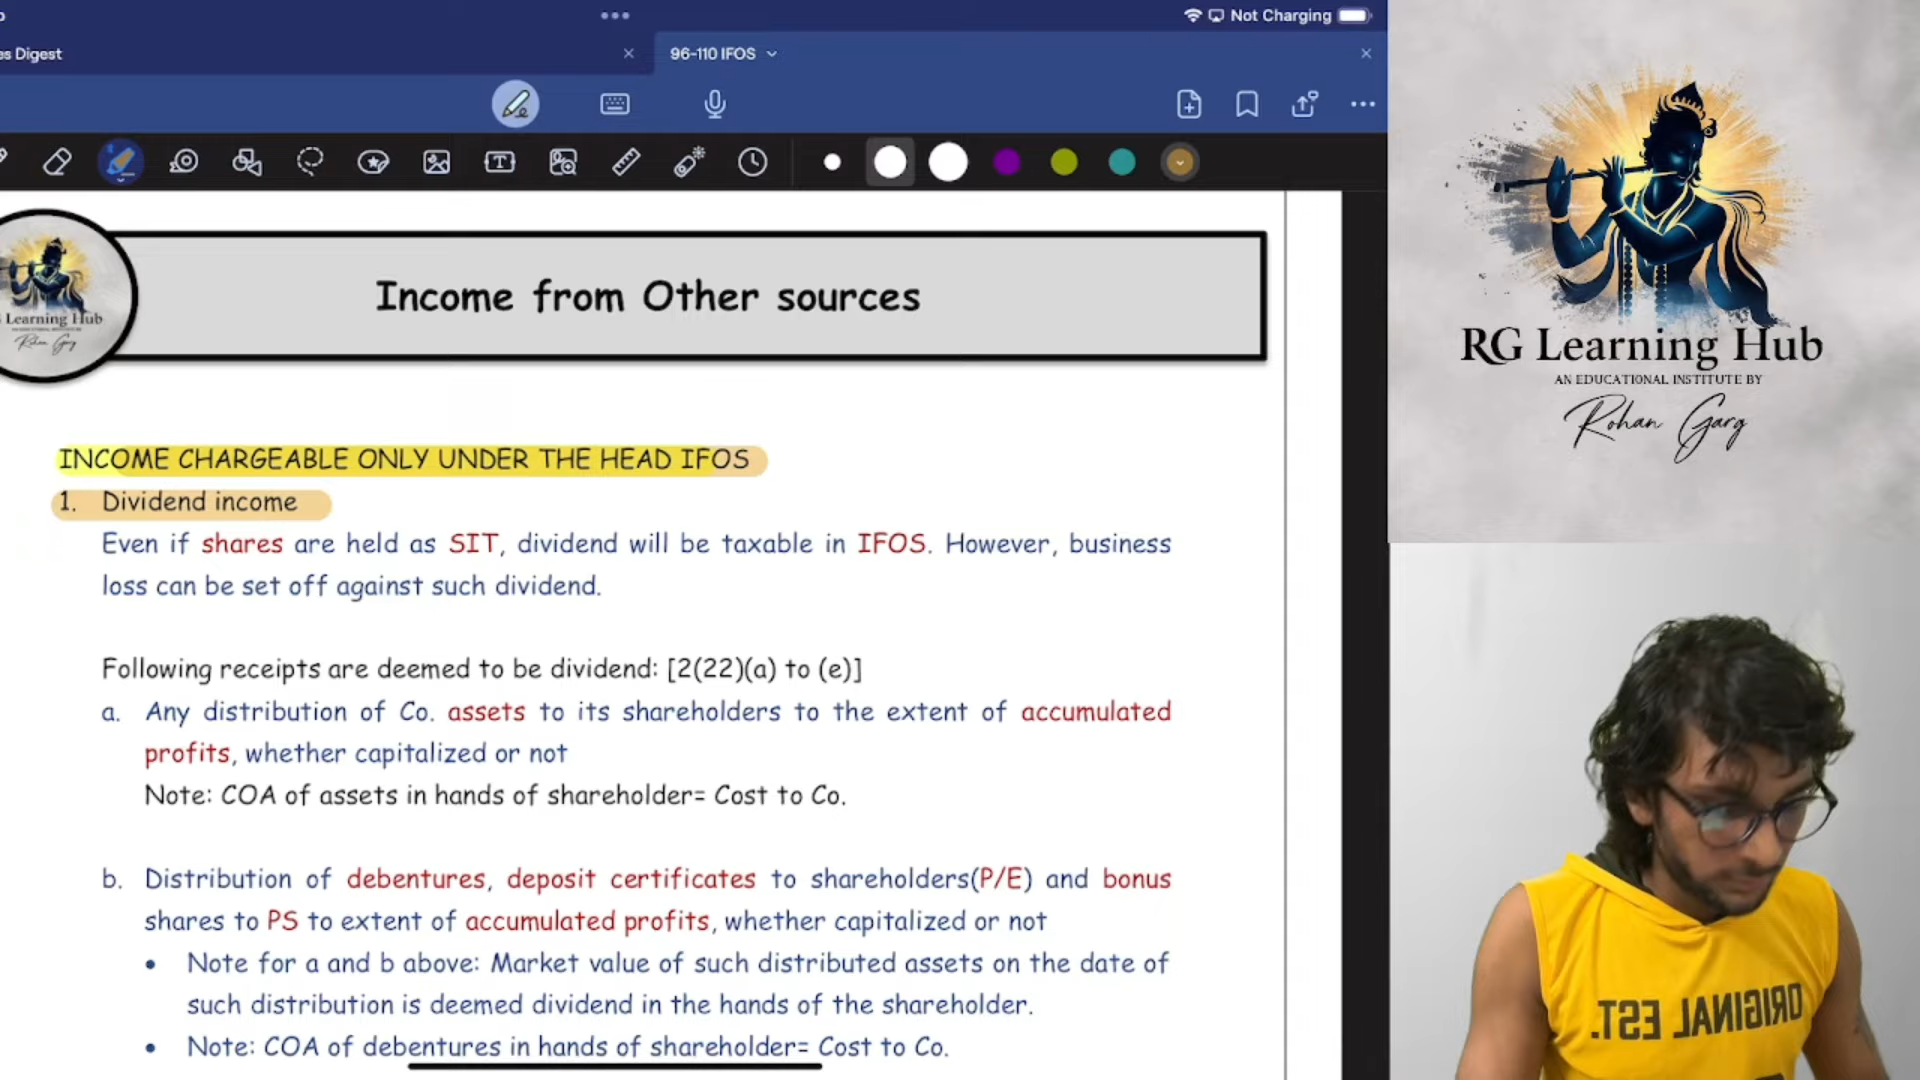 Not Charging
es Digest
96-110 IFOS
Learning Hub
Rohan Garg
Income from Other sources
INCOME CHARGEABLE ONLY UNDER THE HEAD IFOS
1. Dividend income
Even if shares are held as SIT, dividend will be taxable in IFOS. However, business
loss can be set off against such dividend.
Following receipts are deemed to be dividend: [2(22)(a) to (e)]
a. Any distribution of Co. assets to its shareholders to the extent of accumulated
profits, whether capitalized or not
Note: COA of assets in hands of shareholder= Cost to Co.
b. Distribution of debentures, deposit certificates to shareholders(P/E) and bonus
shares to PS to extent of accumulated profits, whether capitalized or not
• Note for a and b above: Market value of such distributed assets on the date of
such distribution is deemed dividend in the hands of the shareholder.
• Note: COA of debentures in hands of shareholder= Cost to Co.
RG Learning Hub
AN EDUCATIONAL INSTITUTE BY
Rohan Garg
ORIGINAL EST.